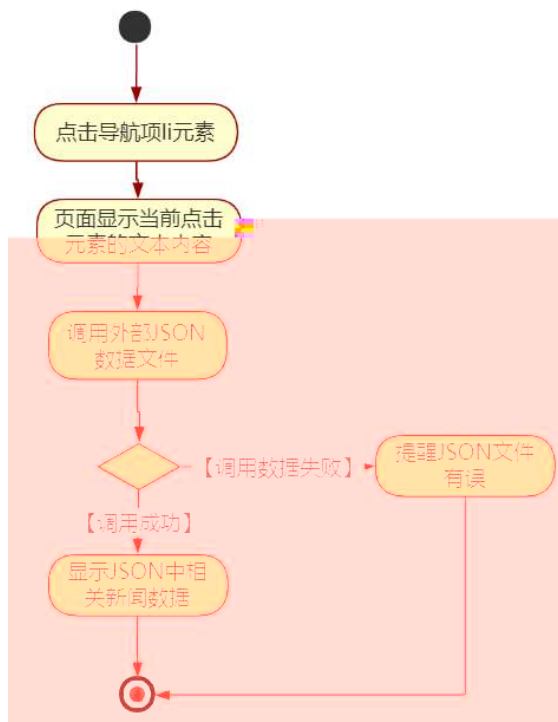 点击导航项li元素
页面显示当前点击
元素的文本内容
调用外部JSON
数据文件
【调用数据失败】
提醒JSON文件
有误
【调用成功】
显示JSON中相
关新闻数据